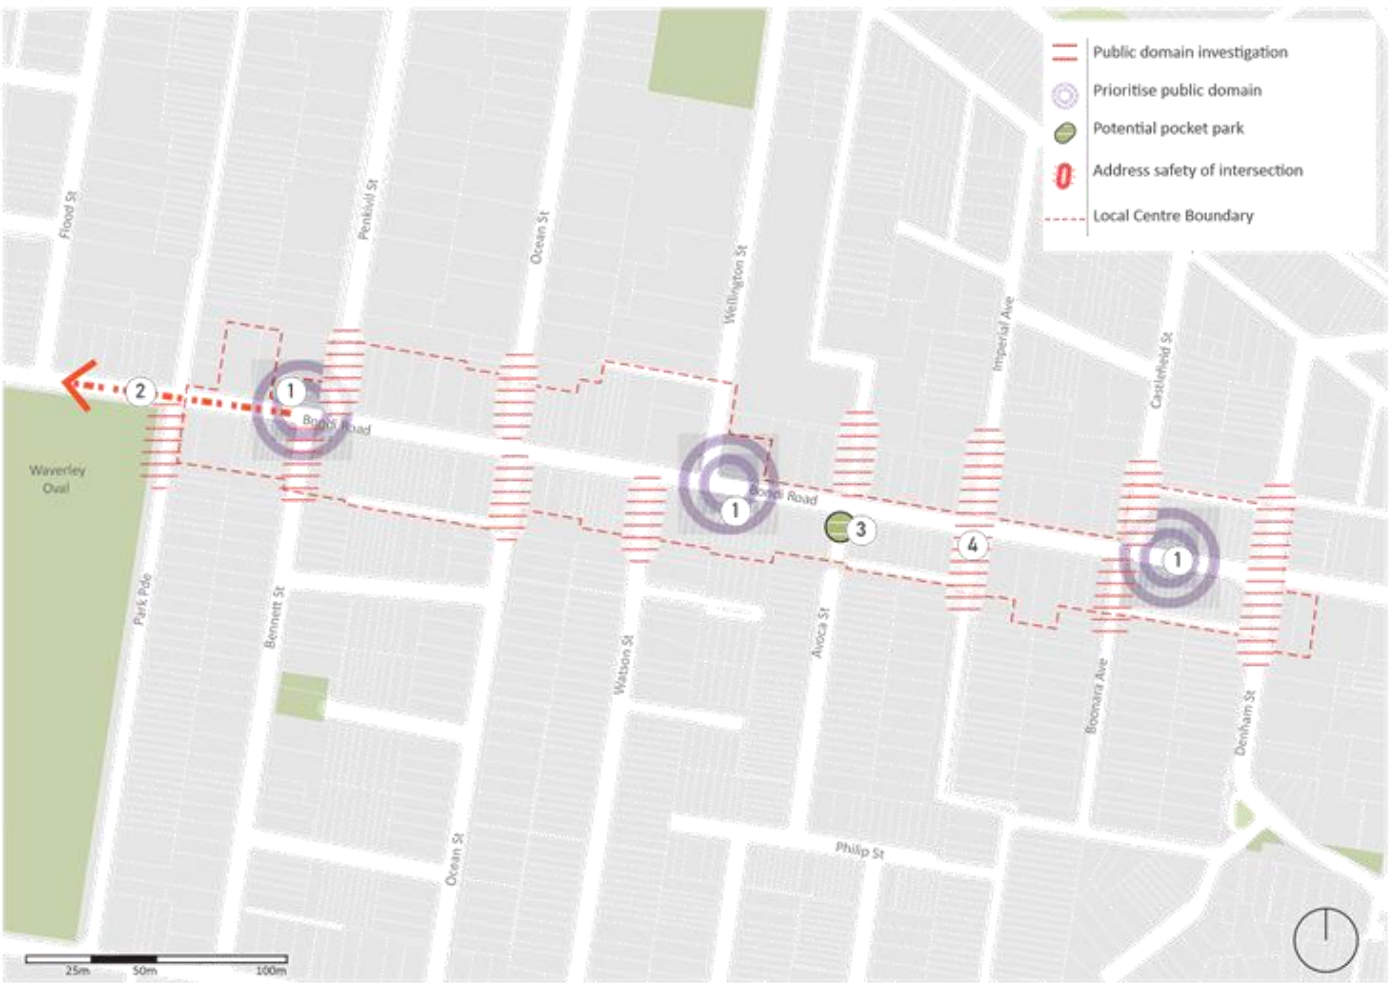 Public domain investigation
Prioritise public domain
Potential pocket park
Address safety of intersection
Local Centre Boundary
Flood St
Penkivil St
Ocean St
Wellington St
Imperial Ave
Castlefield St
2
1
Bondi Road
Waverley
Oval
Bondi Road
1
3
4
1
Park Pde
Bennett St
Watson St
Avoca St
Boonara Ave
Denham St
Ocean St
Philip St
25m 50m 100m